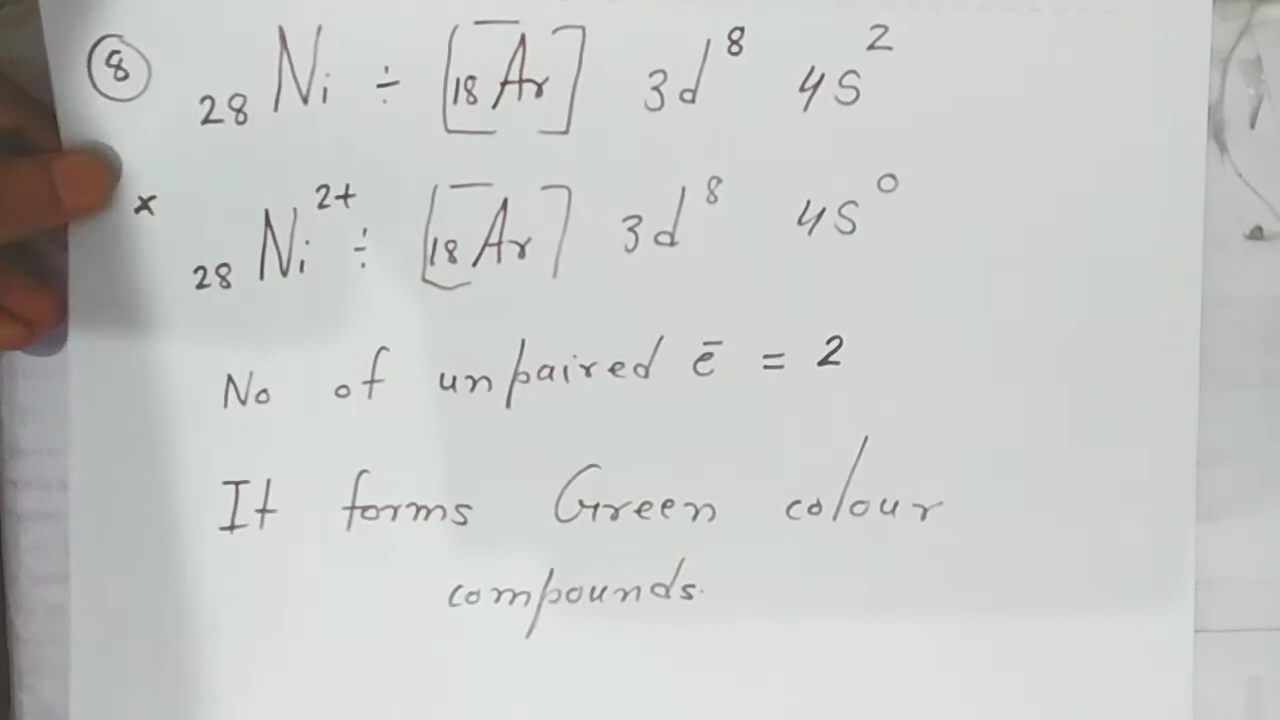 ⑧ ₂₈Ni ÷ [₁₈Ar] 3d⁸ 4s²
× ₂₈Ni²⁺ ÷ [₁₈Ar] 3d⁸ 4s⁰
No of unpaired ē = 2
It forms Green colour
compounds.